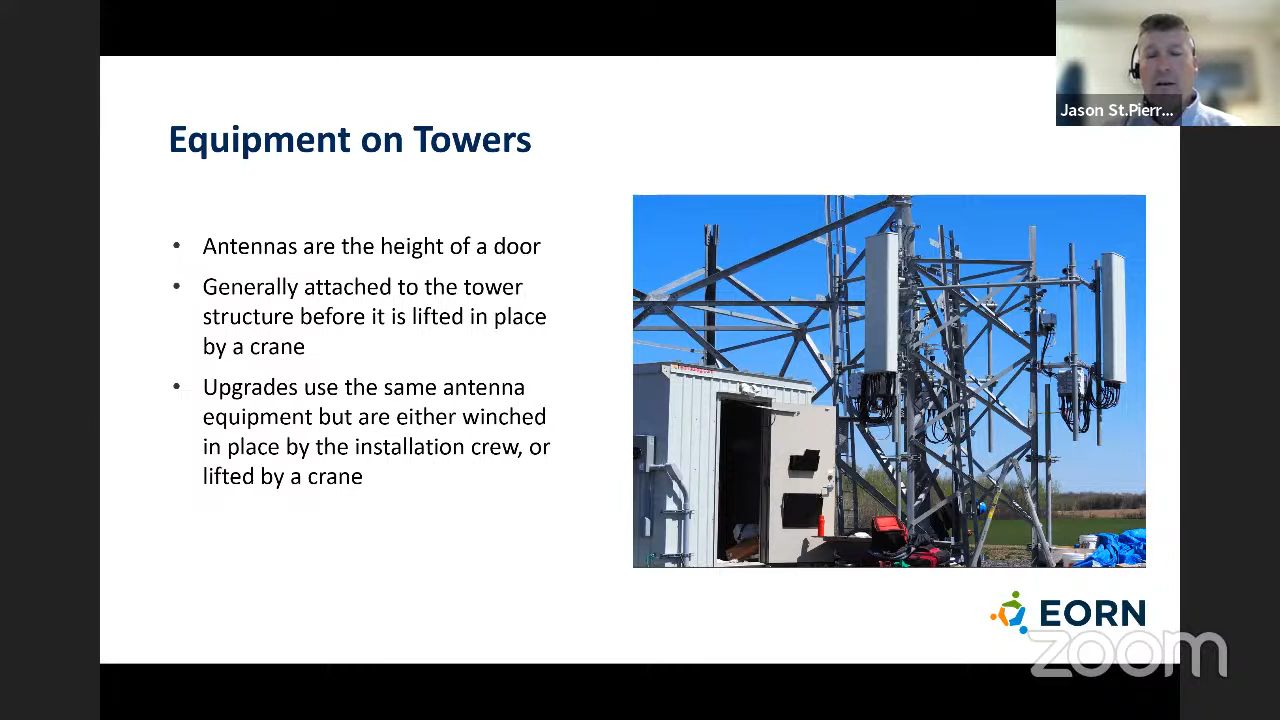 Jason St.Pierr...
Equipment on Towers
• Antennas are the height of a door
• Generally attached to the tower
structure before it is lifted in place
by a crane
• Upgrades use the same antenna
equipment but are either winched
in place by the installation crew, or
lifted by a crane
EORN
zoom